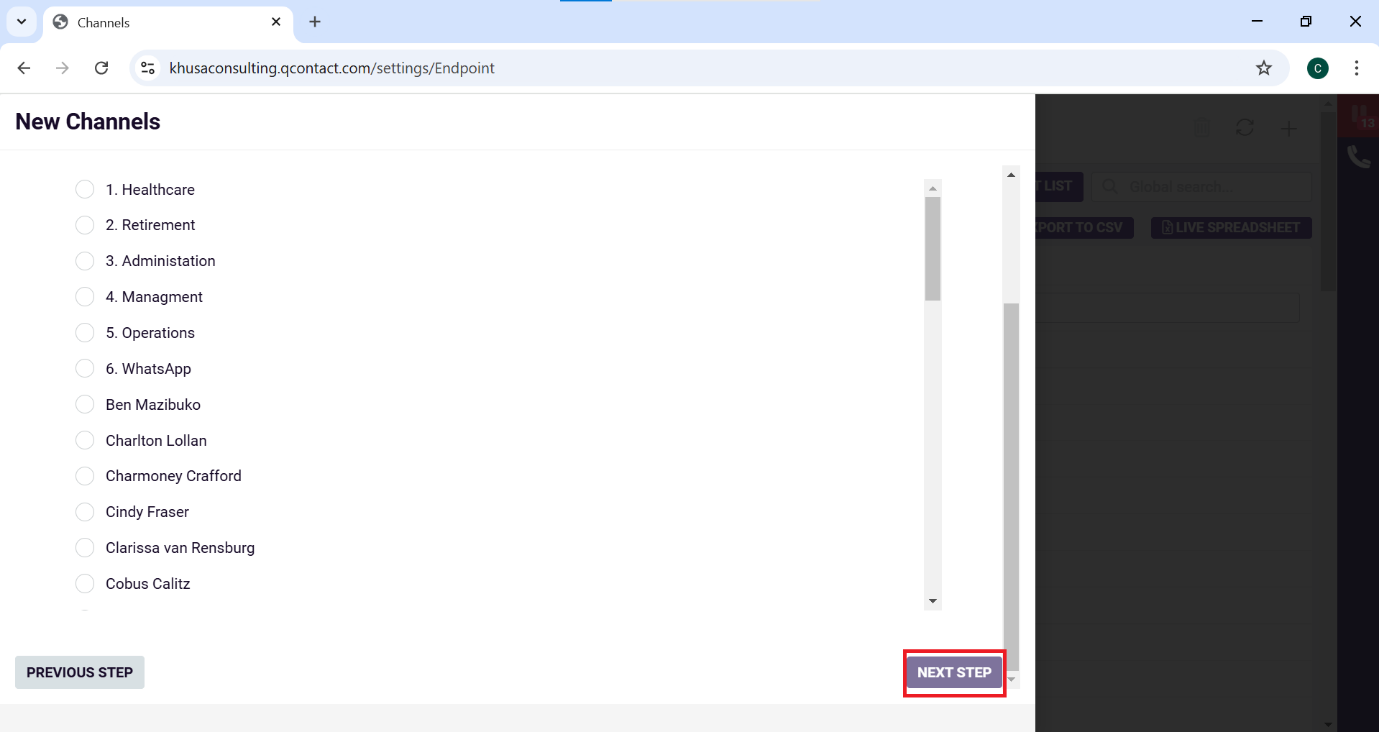 Channels
khusaconsulting.qcontact.com/settings/Endpoint
C
New Channels
13
T LIST
Global search...
XPORT TO CSV
LIVE SPREADSHEET
1. Healthcare
2. Retirement
3. Administation
4. Managment
5. Operations
6. WhatsApp
Ben Mazibuko
Charlton Lollan
Charmoney Crafford
Cindy Fraser
Clarissa van Rensburg
Cobus Calitz
PREVIOUS STEP
NEXT STEP